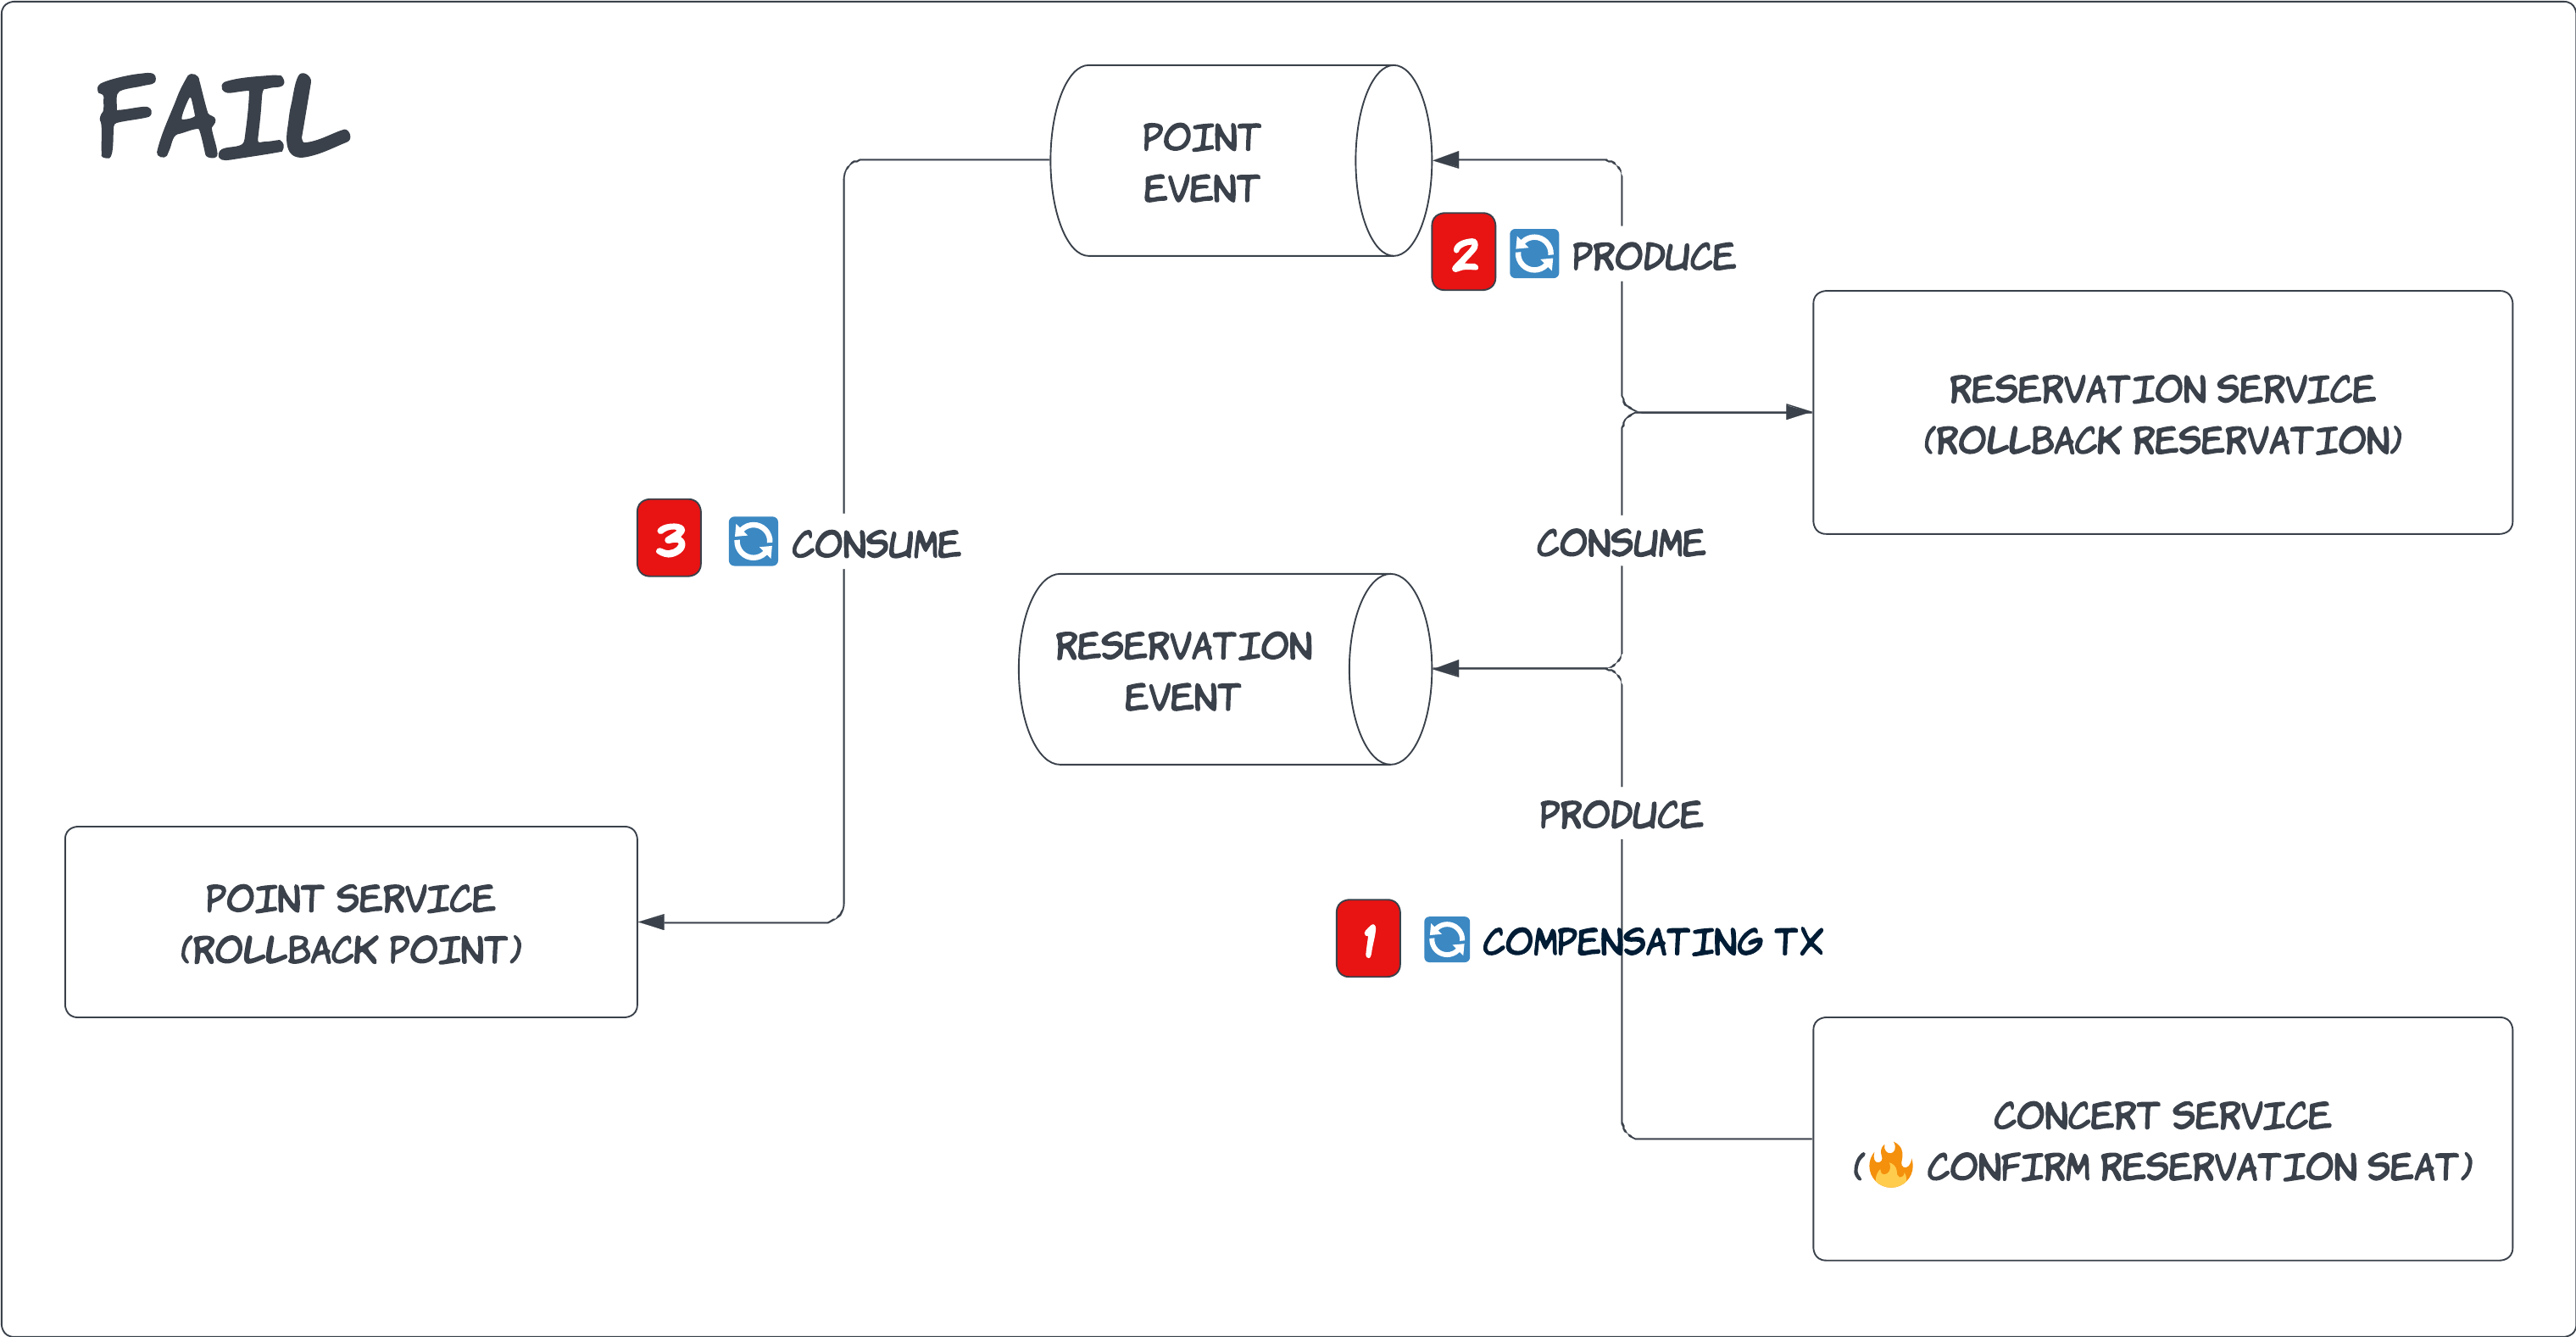 FAIL
POINT
EVENT
2 🔄 PRODUCE
RESERVATION SERVICE
(ROLLBACK RESERVATION)
3 🔄 CONSUME
CONSUME
RESERVATION
EVENT
PRODUCE
POINT SERVICE
(ROLLBACK POINT)
1 🔄 COMPENSATING TX
CONCERT SERVICE
(🔥 CONFIRM RESERVATION SEAT)